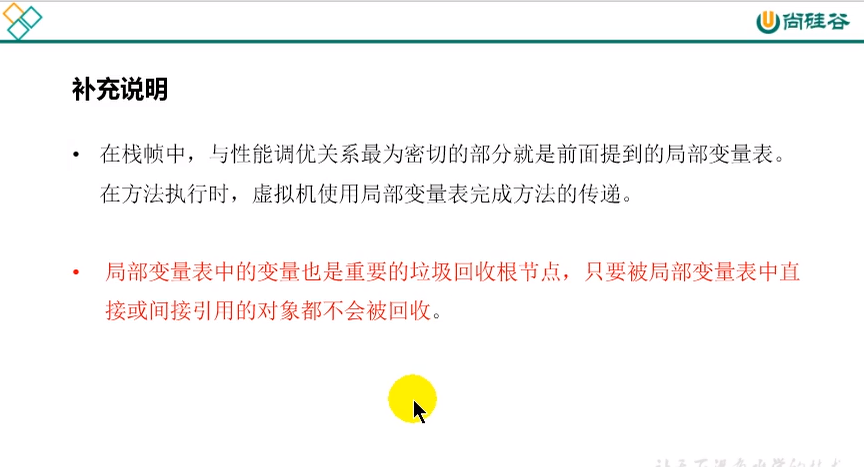 尚硅谷
补充说明
• 在栈帧中，与性能调优关系最为密切的部分就是前面提到的局部变量表。
在方法执行时，虚拟机使用局部变量表完成方法的传递。
• 局部变量表中的变量也是重要的垃圾回收根节点，只要被局部变量表中直
接或间接引用的对象都不会被回收。